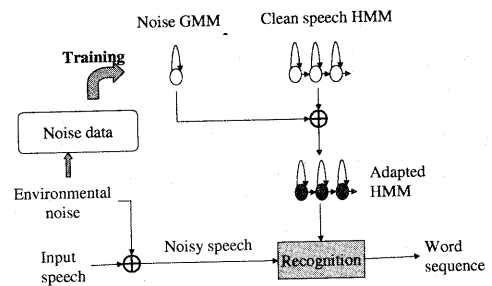 Noise GMM
Clean speech HMM
Training
Noise data
Adapted
HMM
Environmental
noise
Noisy speech
Input
speech
Recognition
Word
sequence